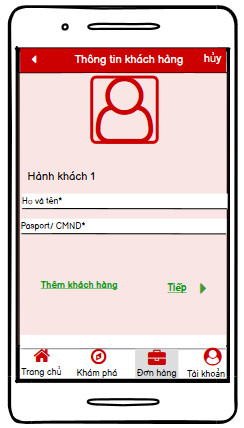 Thông tin khách hàng
hủy
Hành khách 1
Họ và tên*
Pasport/ CMND*
Thêm khách hàng
Tiếp
Trang chủ
Khám phá
Đơn hàng
Tài khoản